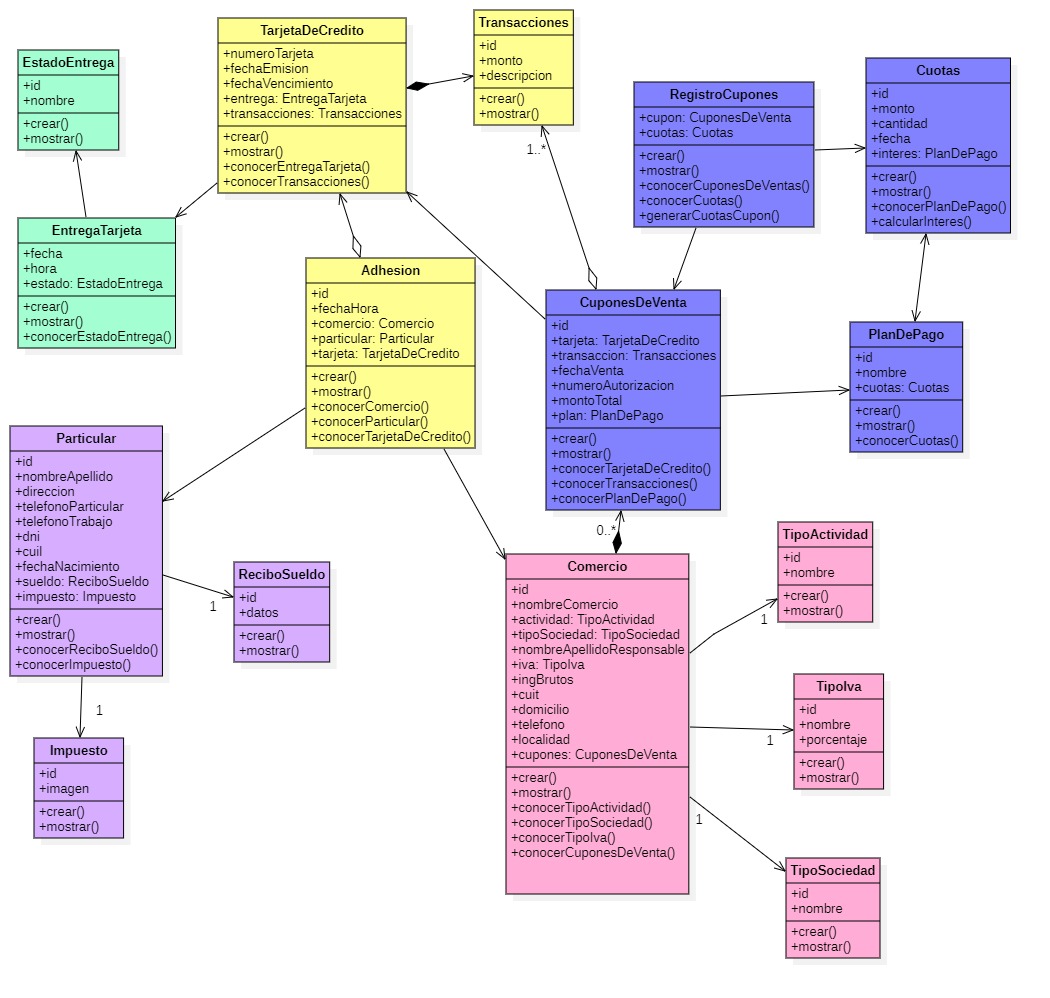 EstadoEntrega
+id
+nombre
+crear()
+mostrar()
TarjetaDeCredito
+numeroTarjeta
+fechaEmision
+fechaVencimiento
+entrega: EntregaTarjeta
+transacciones: Transacciones
+crear()
+mostrar()
+conocerEntregaTarjeta()
+conocerTransacciones()
Transacciones
+id
+monto
+descripcion
+crear()
+mostrar()
1..*
RegistroCupones
+cupon: CuponesDeVenta
+cuotas: Cuotas
+crear()
+mostrar()
+conocerCuponesDeVentas()
+conocerCuotas()
+generarCuotasCupon()
Cuotas
+id
+monto
+cantidad
+fecha
+interes: PlanDePago
+crear()
+mostrar()
+conocerPlanDePago()
+calcularInteres()
EntregaTarjeta
+fecha
+hora
+estado: EstadoEntrega
+crear()
+mostrar()
+conocerEstadoEntrega()
Adhesion
+id
+fechaHora
+comercio: Comercio
+particular: Particular
+tarjeta: TarjetaDeCredito
+crear()
+mostrar()
+conocerComercio()
+conocerParticular()
+conocerTarjetaDeCredito()
CuponesDeVenta
+id
+tarjeta: TarjetaDeCredito
+transaccion: Transacciones
+fechaVenta
+numeroAutorizacion
+montoTotal
+plan: PlanDePago
+crear()
+mostrar()
+conocerTarjetaDeCredito()
+conocerTransacciones()
+conocerPlanDePago()
PlanDePago
+id
+nombre
+cuotas: Cuotas
+crear()
+mostrar()
+conocerCuotas()
Particular
+id
+nombreApellido
+direccion
+telefonoParticular
+telefonoTrabajo
+dni
+cuil
+fechaNacimiento
+sueldo: ReciboSueldo
+impuesto: Impuesto
+crear()
+mostrar()
+conocerReciboSueldo()
+conocerImpuesto()
1
ReciboSueldo
+id
+datos
+crear()
+mostrar()
1
Impuesto
+id
+imagen
+crear()
+mostrar()
0..*
Comercio
+id
+nombreComercio
+actividad: TipoActividad
+tipoSociedad: TipoSociedad
+nombreApellidoResponsable
+iva: TipoIva
+ingBrutos
+cuit
+domicilio
+telefono
+localidad
+cupones: CuponesDeVenta
+crear()
+mostrar()
+conocerTipoActividad()
+conocerTipoSociedad()
+conocerTipoIva()
+conocerCuponesDeVenta()
TipoActividad
+id
+nombre
+crear()
+mostrar()
1
TipoIva
+id
+nombre
+porcentaje
+crear()
+mostrar()
1
1
TipoSociedad
+id
+nombre
+crear()
+mostrar()